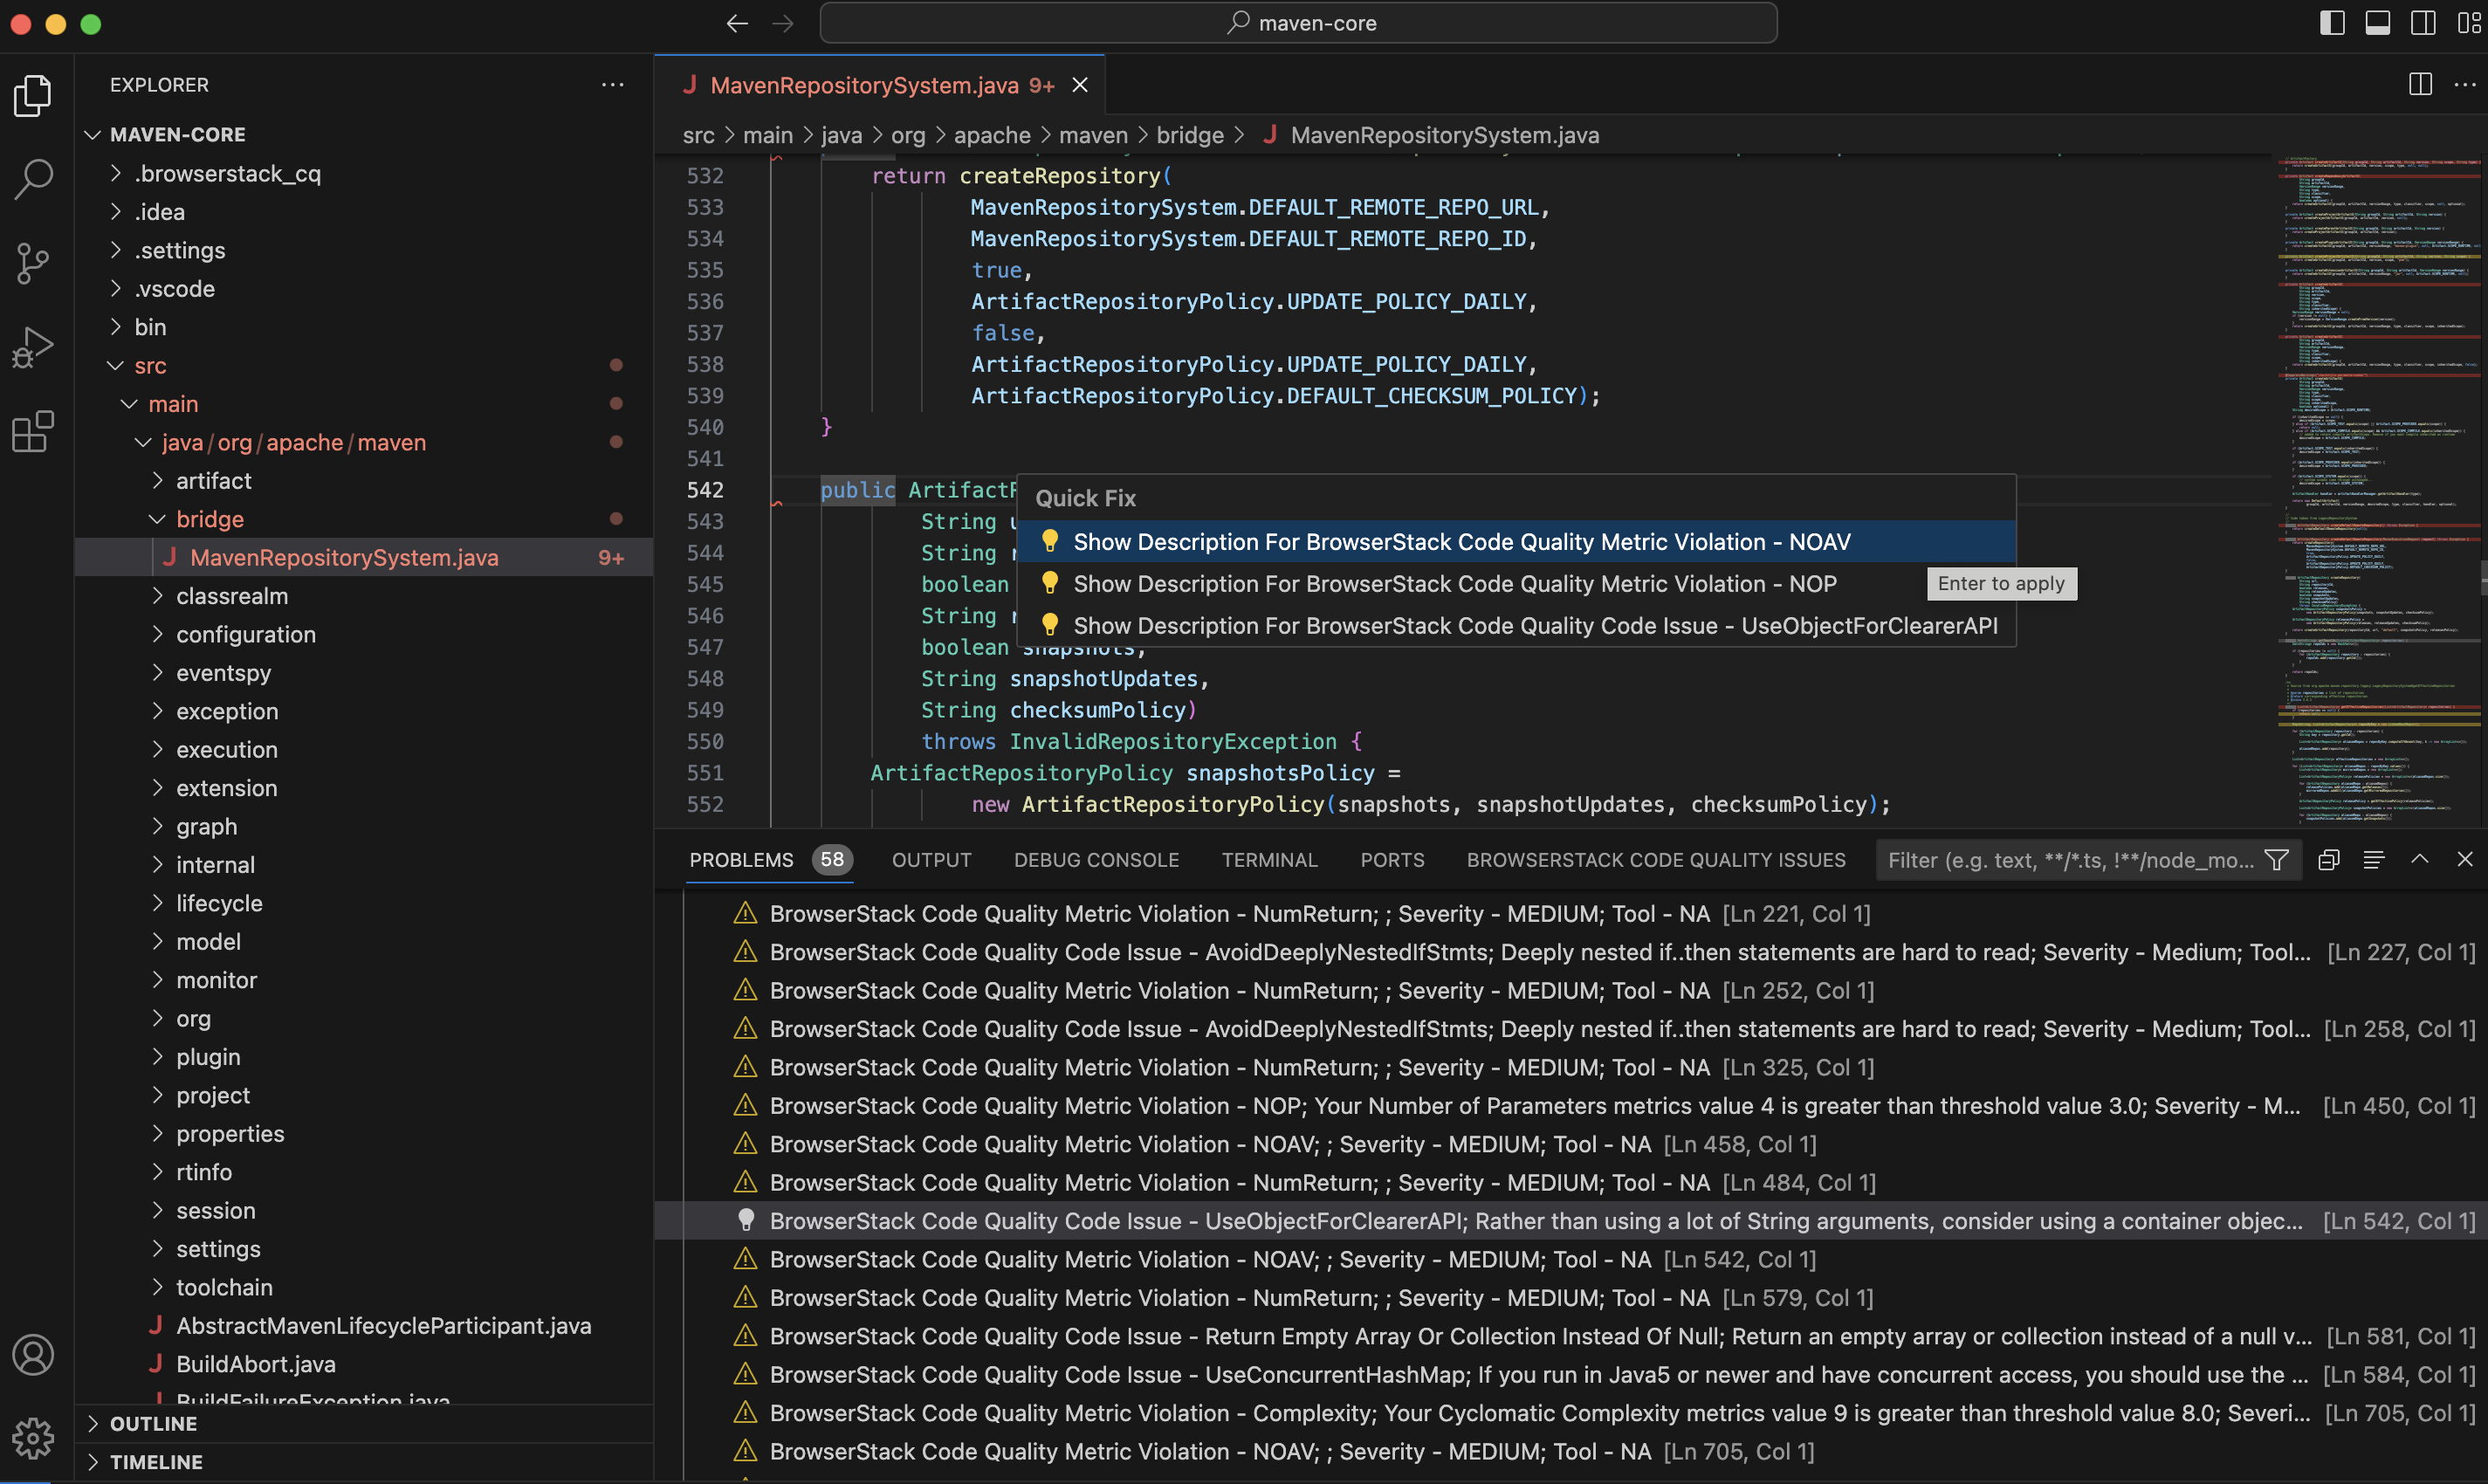 maven-core
EXPLORER
MAVEN-CORE
.browserstack_cq
.idea
.settings
.vscode
bin
src
main
java/org/apache/maven
artifact
bridge
MavenRepositorySystem.java 9+
classrealm
configuration
eventspy
exception
execution
extension
graph
internal
lifecycle
model
monitor
org
plugin
project
properties
rtinfo
session
settings
toolchain
AbstractMavenLifecycleParticipant.java
BuildAbort.java
BuildFailureException.java
OUTLINE
TIMELINE
MavenRepositorySystem.java 9+
src > main > java > org > apache > maven > bridge > MavenRepositorySystem.java
532 return createRepository(
533 MavenRepositorySystem.DEFAULT_REMOTE_REPO_URL,
534 MavenRepositorySystem.DEFAULT_REMOTE_REPO_ID,
535 true,
536 ArtifactRepositoryPolicy.UPDATE_POLICY_DAILY,
537 false,
538 ArtifactRepositoryPolicy.UPDATE_POLICY_DAILY,
539 ArtifactRepositoryPolicy.DEFAULT_CHECKSUM_POLICY);
540 }
541
542 public ArtifactR
543 String u
544 String r
545 boolean
546 String r
547 boolean snapshots,
548 String snapshotUpdates,
549 String checksumPolicy)
550 throws InvalidRepositoryException {
551 ArtifactRepositoryPolicy snapshotsPolicy =
552 new ArtifactRepositoryPolicy(snapshots, snapshotUpdates, checksumPolicy);
Quick Fix
Show Description For BrowserStack Code Quality Metric Violation - NOAV
Show Description For BrowserStack Code Quality Metric Violation - NOP
Enter to apply
Show Description For BrowserStack Code Quality Code Issue - UseObjectForClearerAPI
PROBLEMS 58 OUTPUT DEBUG CONSOLE TERMINAL PORTS BROWSERSTACK CODE QUALITY ISSUES Filter (e.g. text, **/*.ts, !**/node_mo...
BrowserStack Code Quality Metric Violation - NumReturn; ; Severity - MEDIUM; Tool - NA [Ln 221, Col 1]
BrowserStack Code Quality Code Issue - AvoidDeeplyNestedIfStmts; Deeply nested if..then statements are hard to read; Severity - Medium; Tool... [Ln 227, Col 1]
BrowserStack Code Quality Metric Violation - NumReturn; ; Severity - MEDIUM; Tool - NA [Ln 252, Col 1]
BrowserStack Code Quality Code Issue - AvoidDeeplyNestedIfStmts; Deeply nested if..then statements are hard to read; Severity - Medium; Tool... [Ln 258, Col 1]
BrowserStack Code Quality Metric Violation - NumReturn; ; Severity - MEDIUM; Tool - NA [Ln 325, Col 1]
BrowserStack Code Quality Metric Violation - NOP; Your Number of Parameters metrics value 4 is greater than threshold value 3.0; Severity - M... [Ln 450, Col 1]
BrowserStack Code Quality Metric Violation - NOAV; ; Severity - MEDIUM; Tool - NA [Ln 458, Col 1]
BrowserStack Code Quality Metric Violation - NumReturn; ; Severity - MEDIUM; Tool - NA [Ln 484, Col 1]
BrowserStack Code Quality Code Issue - UseObjectForClearerAPI; Rather than using a lot of String arguments, consider using a container objec... [Ln 542, Col 1]
BrowserStack Code Quality Metric Violation - NOAV; ; Severity - MEDIUM; Tool - NA [Ln 542, Col 1]
BrowserStack Code Quality Metric Violation - NumReturn; ; Severity - MEDIUM; Tool - NA [Ln 579, Col 1]
BrowserStack Code Quality Code Issue - Return Empty Array Or Collection Instead Of Null; Return an empty array or collection instead of a null v... [Ln 581, Col 1]
BrowserStack Code Quality Code Issue - UseConcurrentHashMap; If you run in Java5 or newer and have concurrent access, you should use the ... [Ln 584, Col 1]
BrowserStack Code Quality Metric Violation - Complexity; Your Cyclomatic Complexity metrics value 9 is greater than threshold value 8.0; Severi... [Ln 705, Col 1]
BrowserStack Code Quality Metric Violation - NOAV; ; Severity - MEDIUM; Tool - NA [Ln 705, Col 1]